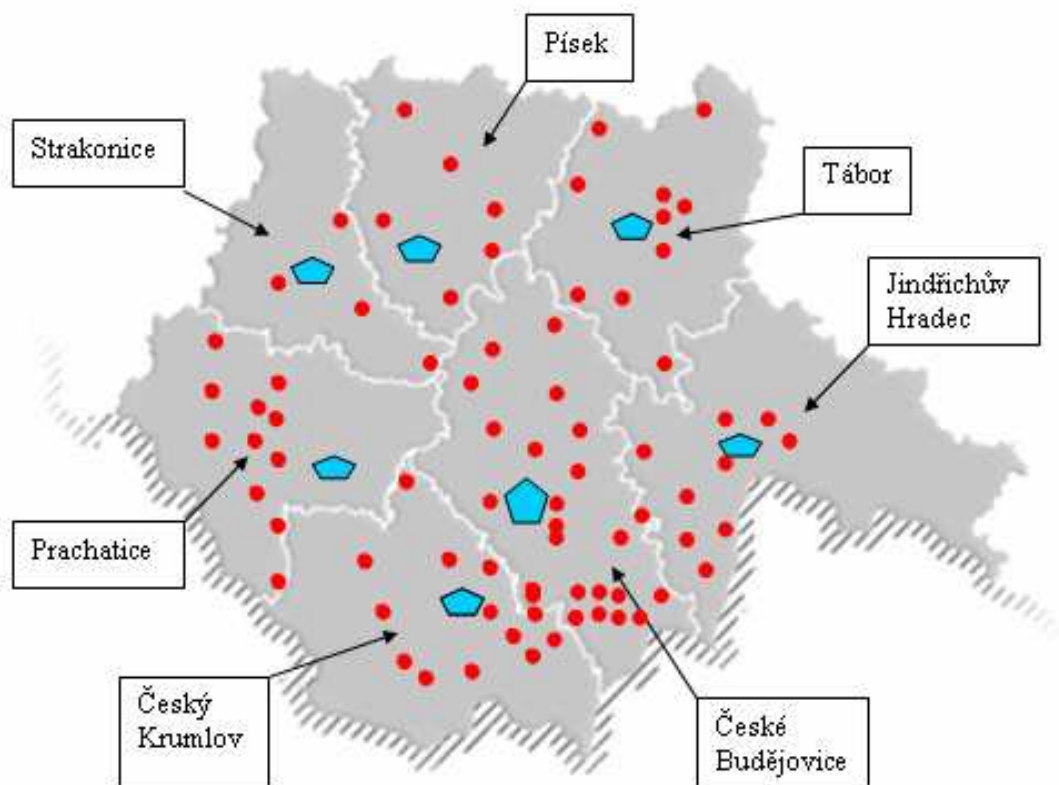 Písek
Strakonice
Tábor
Jindřichův
Hradec
Prachatice
Český
Krumlov
České
Budějovice